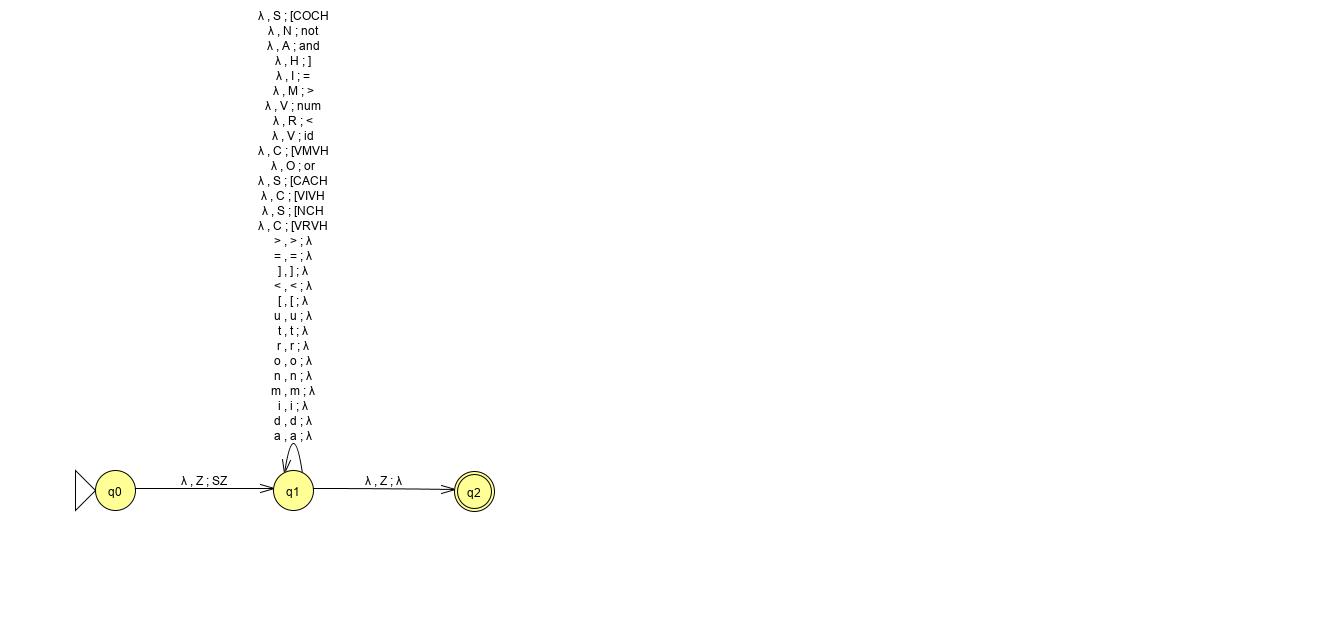 λ , S ; [COCH
λ , N ; not
λ , A ; and
λ , H ; ]
λ , I ; =
λ , M ; >
λ , V ; num
λ , R ; <
λ , V ; id
λ , C ; [VMVH
λ , O ; or
λ , S ; [CACH
λ , C ; [VIVH
λ , S ; [NCH
λ , C ; [VRVH
> , > ; λ
= , = ; λ
] , ] ; λ
< , < ; λ
[ , [ ; λ
u , u ; λ
t , t ; λ
r , r ; λ
o , o ; λ
n , n ; λ
m , m ; λ
i , i ; λ
d , d ; λ
a , a ; λ
q0
λ , Z ; SZ
q1
λ , Z ; λ
q2